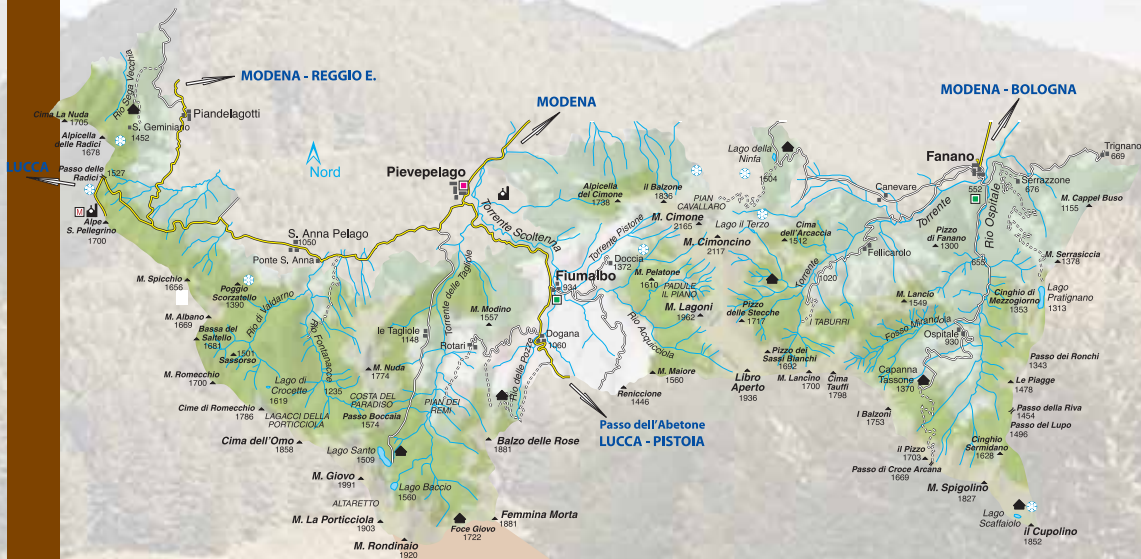 MODENA - REGGIO E.
MODENA
MODENA - BOLOGNA
LUCCA
Nord
Rio Sega Vecchia
Piandelagotti
Cima La Nuda
1705
S. Geminiano
1452
Alpicella
delle Radici
1678
Passo delle
Radici
1527
M
Alpe
S. Pellegrino
1700
S. Anna Pelago
1050
Ponte S. Anna
Pievepelago
Torrente Scoltenna
M. Spicchio
1656
Poggio
Scorzatello
1390
M. Albano
1669
Bassa del
Saltello
1681
1501
Sassorso
M. Romecchio
1700
Rio di Valdarno
Rio Fontanacce
1235
Lago di
Crocette
1619
Cime di Romecchio
1786
LAGACCI DELLA
PORTICCIOLA
Cima dell'Omo
1858
COSTA DEL
PARADISO
Passo Boccaia
1574
M. Nuda
1774
le Tagliole
1148
Torrente delle Tagliole
Rotari
M. Modino
1557
PIAN DEI
REMI
Lago Santo
1509
M. Giovo
1991
Lago Baccio
1560
ALTARETTO
M. La Porticciola
1903
M. Rondinaio
1920
Foce Giovo
1722
Femmina Morta
1881
Balzo delle Rose
1881
Rio delle Pozze
Dogana
1060
Fiumalbo
934
Passo dell'Abetone
LUCCA - PISTOIA
Alpicella
del Cimone
1738
il Balzone
1836
M. Cimone
2165
Torrente Pistone
Doccia
1372
M. Cimoncino
2117
M. Pelatone
1610
PADULE
IL PIANO
M. Lagoni
1962
Rio Acquicciola
M. Maiore
1560
Reniccione
1446
Libro
Aperto
1936
PIAN
CAVALLARO
Lago della
Ninfa
1504
Lago il Terzo
Cima
dell'Arcaccia
1512
Pizzo
delle Stecche
1717
Pizzo dei
Sassi Bianchi
1692
M. Lancino
1700
Cima
Tauffi
1798
I TABURRI
Torrente
1020
Fellicarolo
Canevare
Torrente
Fanano
552
Trignano
669
Serrazzone
676
M. Cappel Buso
1155
Rio Ospitale
Pizzo
di Fanano
1300
658
M. Serrasiccia
1378
M. Lancio
1549
Cinghio di
Mezzogiorno
1353
Lago
Pratignano
1313
Fosso Mirandola
Ospitale
930
Capanna
Tassone
1370
Passo dei Ronchi
1343
Le Piagge
1478
I Balzoni
1753
Passo della Riva
1454
Passo del Lupo
1496
Cinghio
Sermidano
1628
il Pizzo
1703
Passo di Croce Arcana
1669
M. Spigolino
1827
Lago
Scaffaiolo
il Cupolino
1852